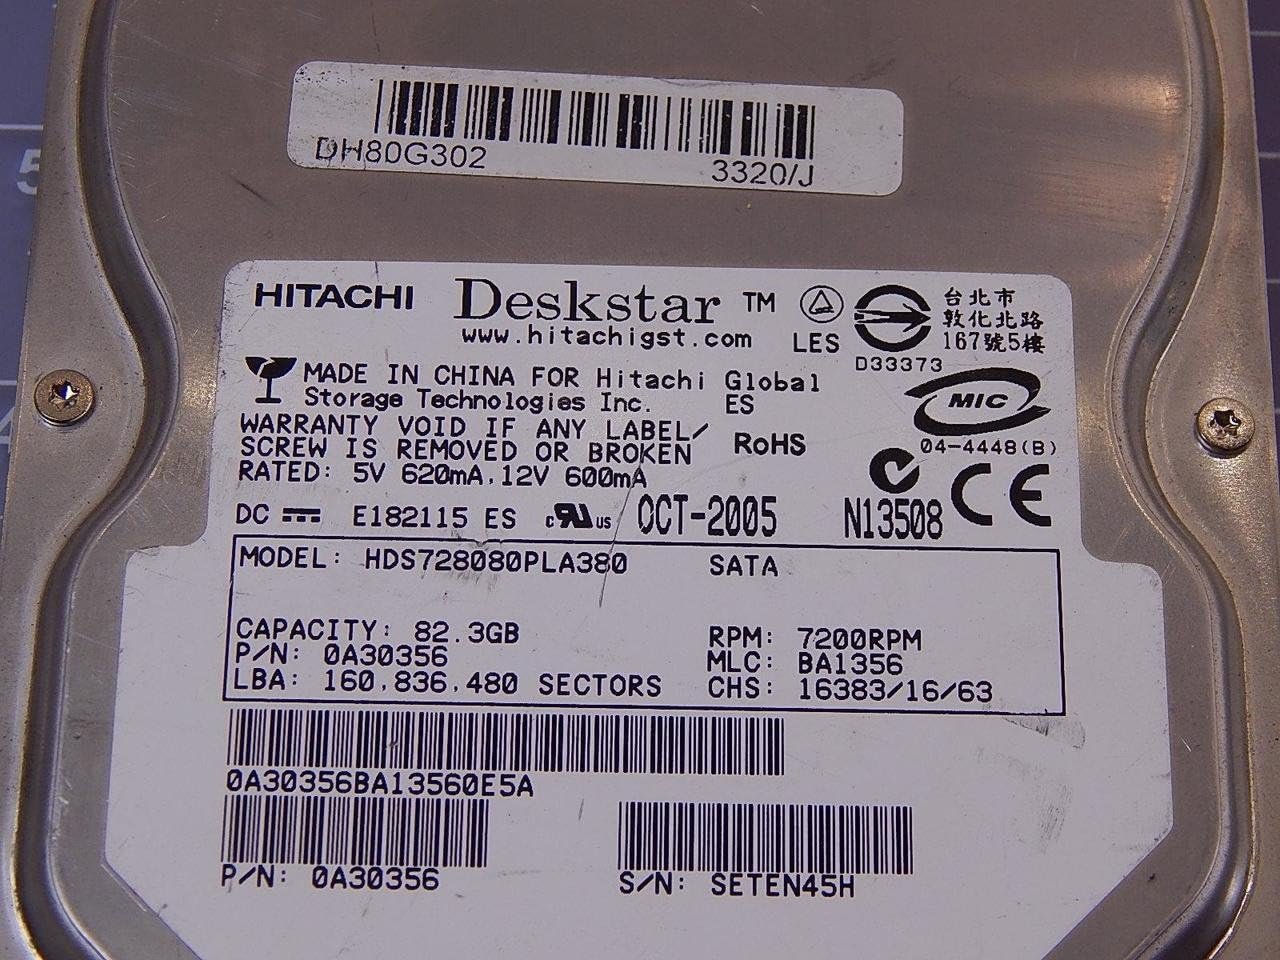 5
4
DH80G302 3320/J
HITACHI Deskstar TM
www.hitachigst.com
LES
D33373
台北市
敦化北路
167號5樓
MADE IN CHINA FOR Hitachi Global
Storage Technologies Inc. ES
WARRANTY VOID IF ANY LABEL/
SCREW IS REMOVED OR BROKEN
RoHS
MIC
04-4448(B)
RATED: 5V 620mA, 12V 600mA
DC E182115 ES c RU us OCT-2005 N13508 CE
MODEL: HDS728080PLA380 SATA
CAPACITY: 82.3GB RPM: 7200RPM
P/N: 0A30356 MLC: BA1356
LBA: 160,836,480 SECTORS CHS: 16383/16/63
0A30356BA13560E5A
P/N: 0A30356 S/N: SETEN45H